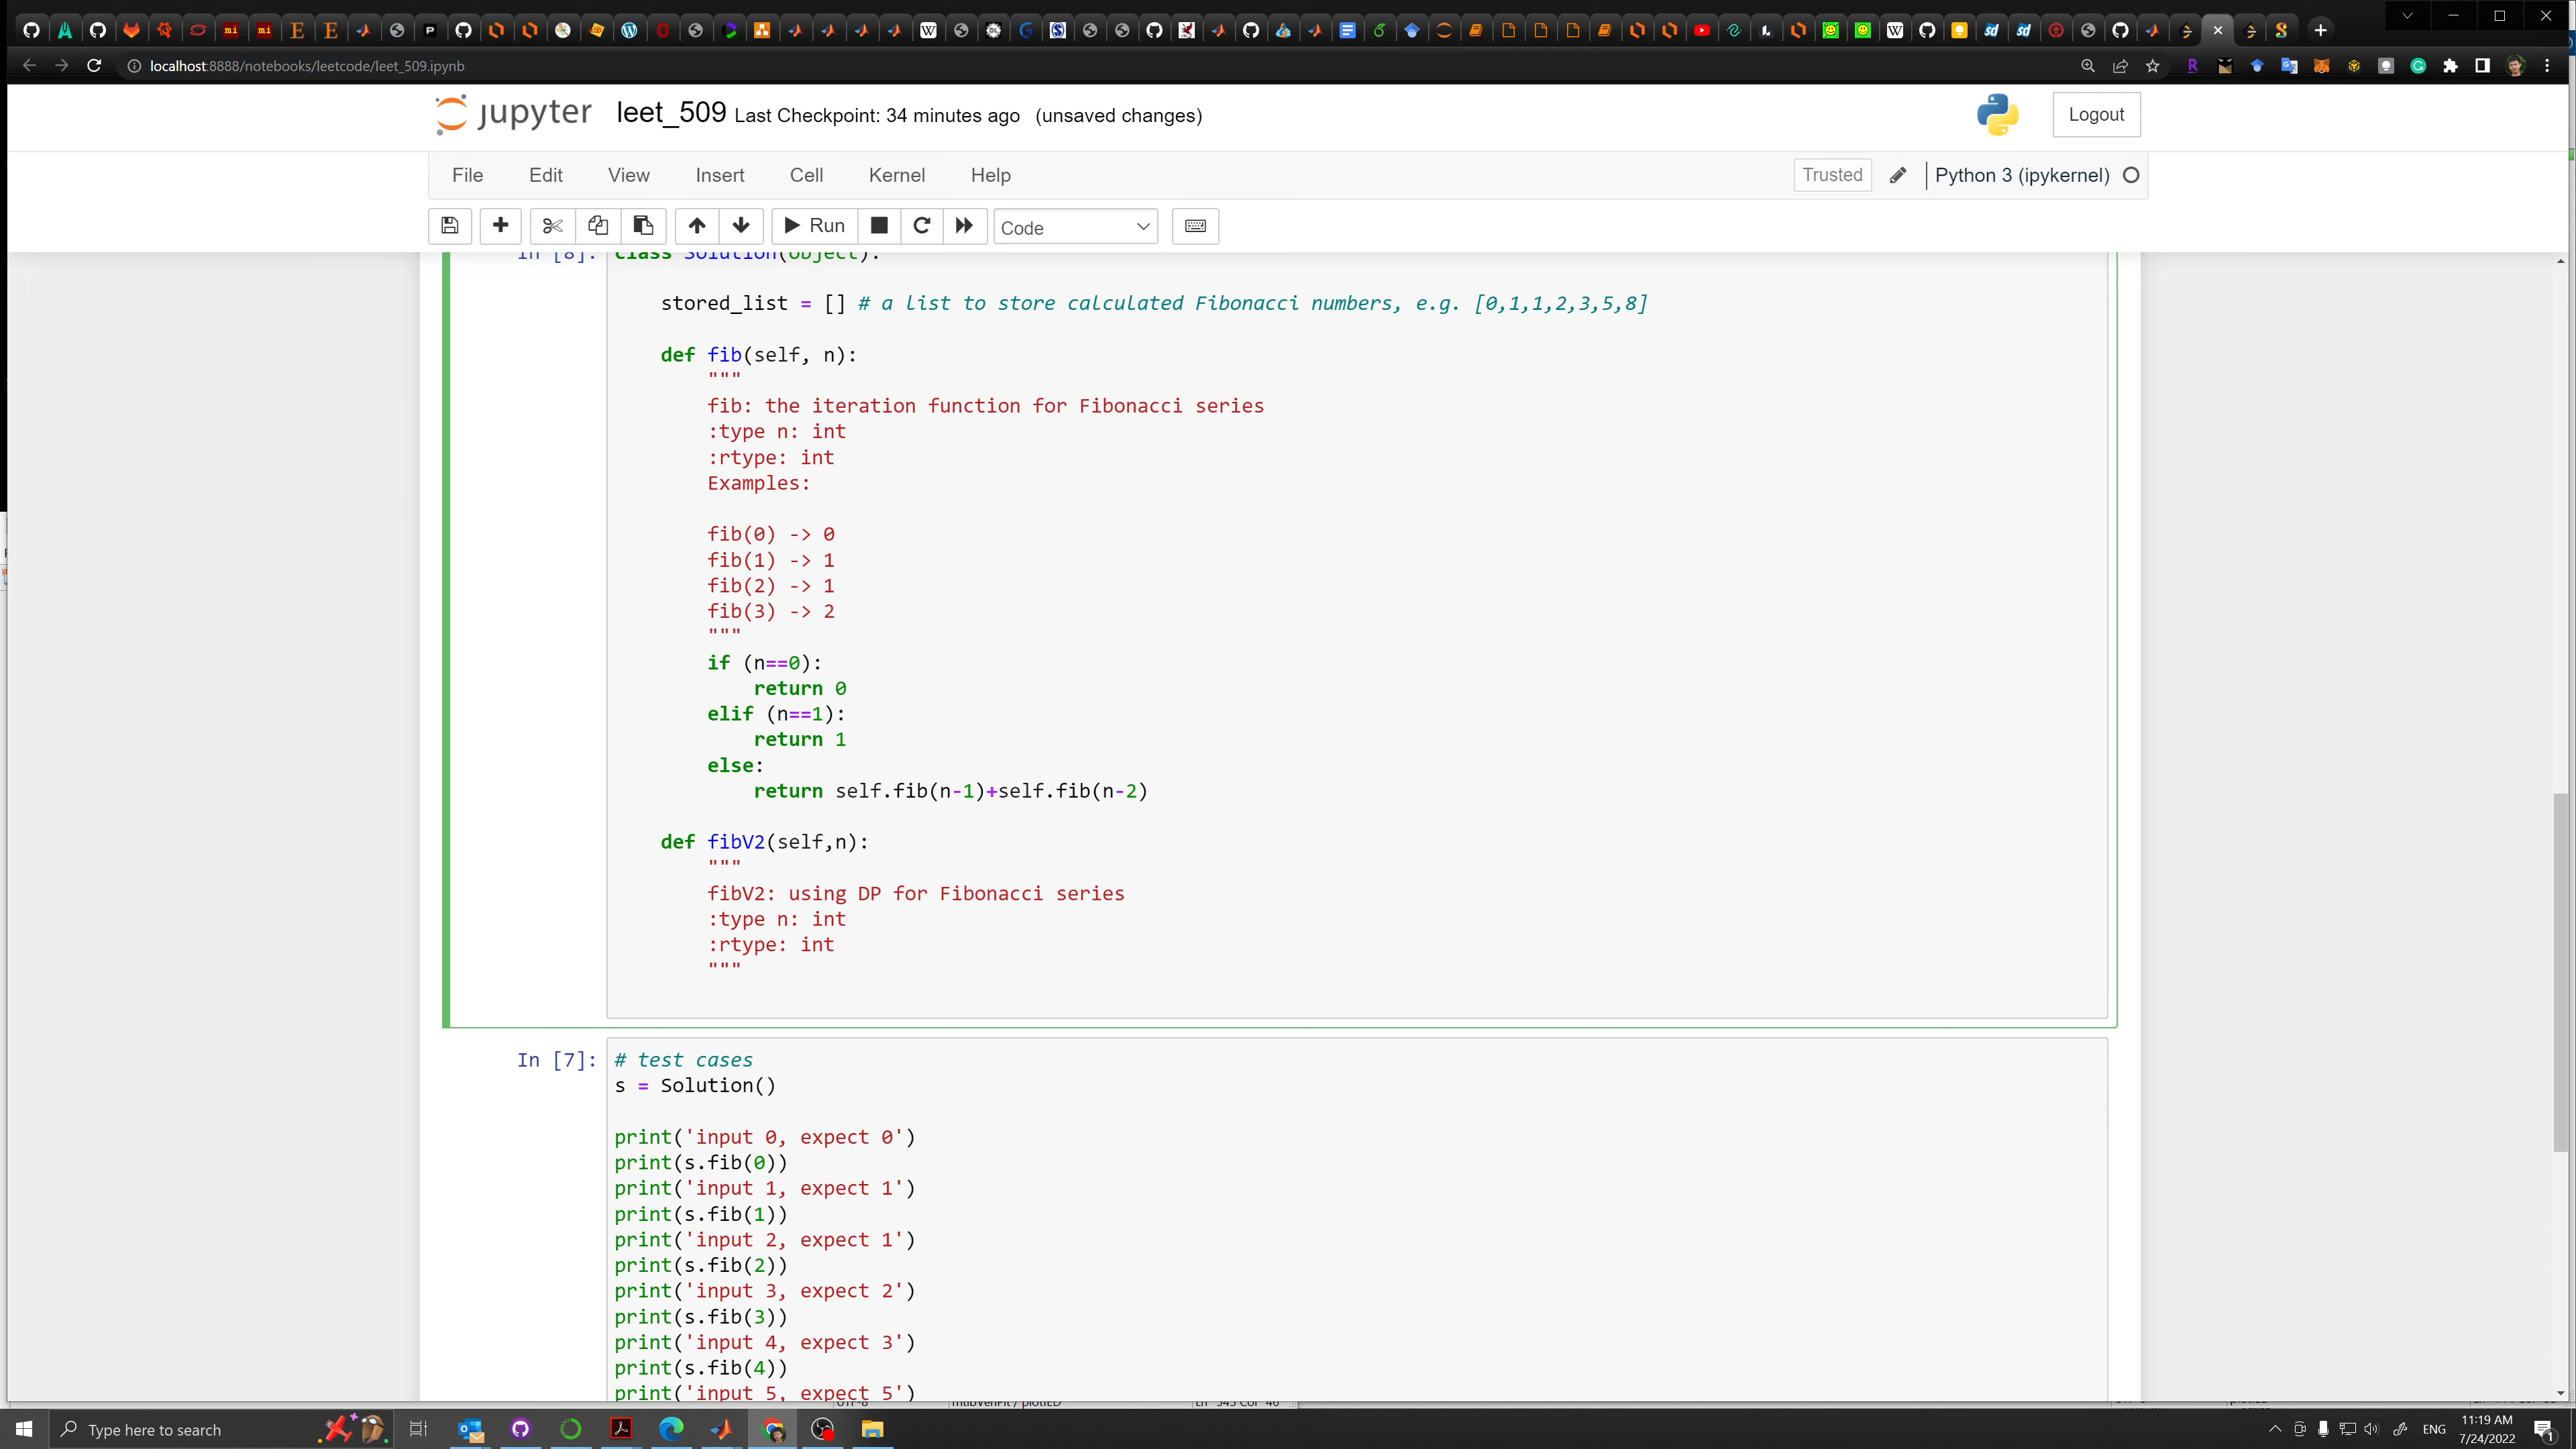 localhost:8888/notebooks/leetcode/leet_509.ipynb
jupyter leet_509 Last Checkpoint: 34 minutes ago (unsaved changes)
Logout
File Edit View Insert Cell Kernel Help
Trusted Python 3 (ipykernel)
Run Code
In [8]: class Solution(object):
stored_list = [] # a list to store calculated Fibonacci numbers, e.g. [0,1,1,2,3,5,8]
def fib(self, n):
"""
fib: the iteration function for Fibonacci series
:type n: int
:rtype: int
Examples:
fib(0) -> 0
fib(1) -> 1
fib(2) -> 1
fib(3) -> 2
"""
if (n==0):
return 0
elif (n==1):
return 1
else:
return self.fib(n-1)+self.fib(n-2)
def fibV2(self,n):
"""
fibV2: using DP for Fibonacci series
:type n: int
:rtype: int
"""
In [7]: # test cases
s = Solution()
print('input 0, expect 0')
print(s.fib(0))
print('input 1, expect 1')
print(s.fib(1))
print('input 2, expect 1')
print(s.fib(2))
print('input 3, expect 2')
print(s.fib(3))
print('input 4, expect 3')
print(s.fib(4))
print('input 5, expect 5')
Type here to search
ENG
11:19 AM
7/24/2022